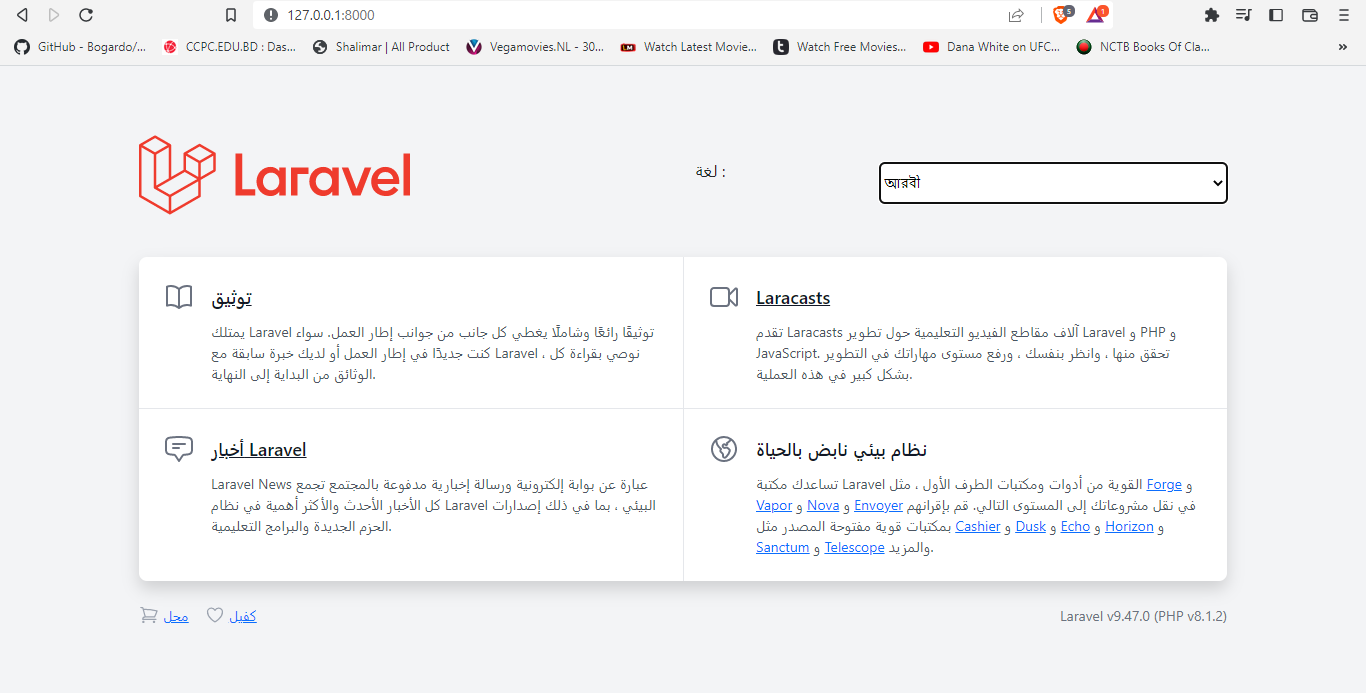 127.0.0.1:8000
5
1
GitHub - Bogardo/...
CCPC.EDU.BD : Das...
Shalimar | All Product
Vegamovies.NL - 30...
Watch Latest Movie...
Watch Free Movies...
Dana White on UFC...
NCTB Books Of Cla...
»
Laravel
لغة :
আরবী
توثيق
يمتلك Laravel توثيقًا رائعًا وشاملًا يغطي كل جانب من جوانب إطار العمل. سواء
كنت جديدًا في إطار العمل أو لديك خبرة سابقة مع Laravel ، نوصي بقراءة كل
الوثائق من البداية إلى النهاية.
Laracasts
تقدم Laracasts آلاف مقاطع الفيديو التعليمية حول تطوير Laravel و PHP و
JavaScript. تحقق منها ، وانظر بنفسك ، ورفع مستوى مهاراتك في التطوير
بشكل كبير في هذه العملية.
أخبار Laravel
Laravel News عبارة عن بوابة إلكترونية ورسالة إخبارية مدفوعة بالمجتمع تجمع
كل الأخبار الأحدث والأكثر أهمية في نظام Laravel البيئي ، بما في ذلك إصدارات
الحزم الجديدة والبرامج التعليمية.
نظام بيئي نابض بالحياة
تساعدك مكتبة Laravel القوية من أدوات ومكتبات الطرف الأول ، مثل Forge و
Vapor و Nova و Envoyer في نقل مشروعاتك إلى المستوى التالي. قم بإقرانهم
بمكتبات قوية مفتوحة المصدر مثل Cashier و Dusk و Echo و Horizon و
Sanctum و Telescope والمزيد.
محل
كفيل
Laravel v9.47.0 (PHP v8.1.2)